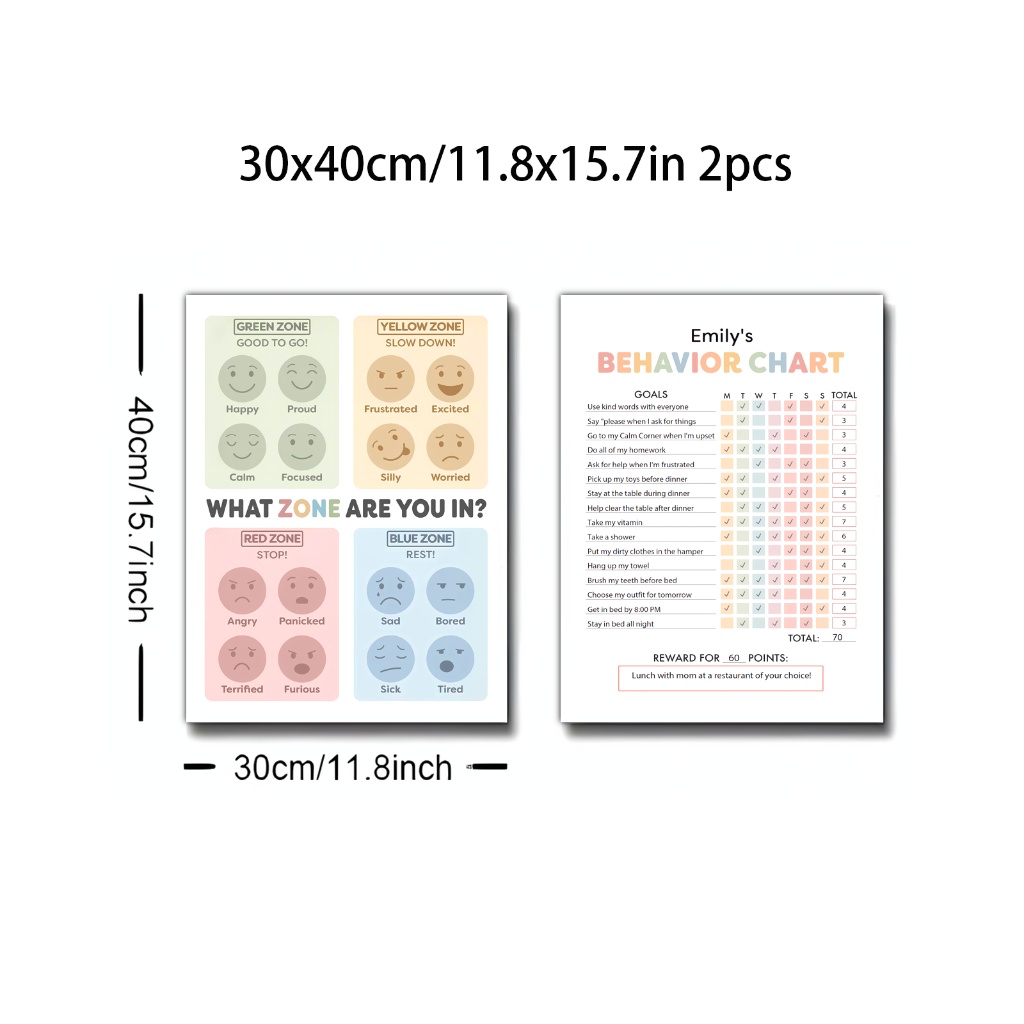 30x40cm/11.8x15.7in 2pcs
40cm/15.7inch
30cm/11.8inch
GREEN ZONE
GOOD TO GO!
Happy Proud
Calm Focused
YELLOW ZONE
SLOW DOWN!
Frustrated Excited
Silly Worried
WHAT ZONE ARE YOU IN?
RED ZONE
STOP!
Angry Panicked
Terrified Furious
BLUE ZONE
REST!
Sad Bored
Sick Tired
Emily's
BEHAVIOR CHART
GOALS M T W T F S S TOTAL
Use kind words with everyone 4
Say "please when I ask for things 3
Go to my Calm Corner when I'm upset 3
Do all of my homework 4
Ask for help when I'm frustrated 3
Pick up my toys before dinner 5
Stay at the table during dinner 4
Help clear the table after dinner 5
Take my vitamin 7
Take a shower 6
Put my dirty clothes in the hamper 4
Hang up my towel 4
Brush my teeth before bed 7
Choose my outfit for tomorrow 4
Get in bed by 8:00 PM 4
Stay in bed all night 3
TOTAL: 70
REWARD FOR 60 POINTS:
Lunch with mom at a restaurant of your choice!